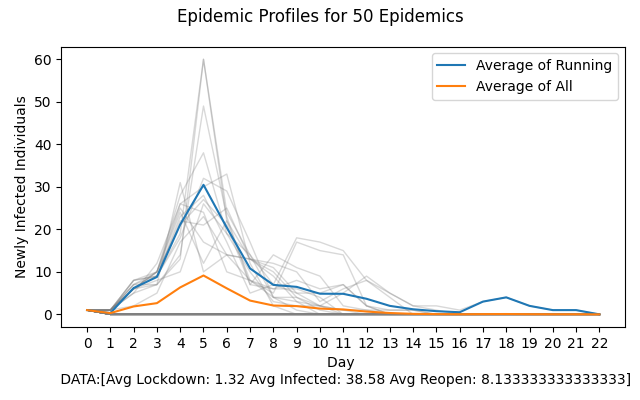 Epidemic Profiles for 50 Epidemics
Average of Running
Average of All
Newly Infected Individuals
60
50
40
30
20
10
0
0 1 2 3 4 5 6 7 8 9 10 11 12 13 14 15 16 17 18 19 20 21 22
Day
DATA:[Avg Lockdown: 1.32 Avg Infected: 38.58 Avg Reopen: 8.133333333333333]